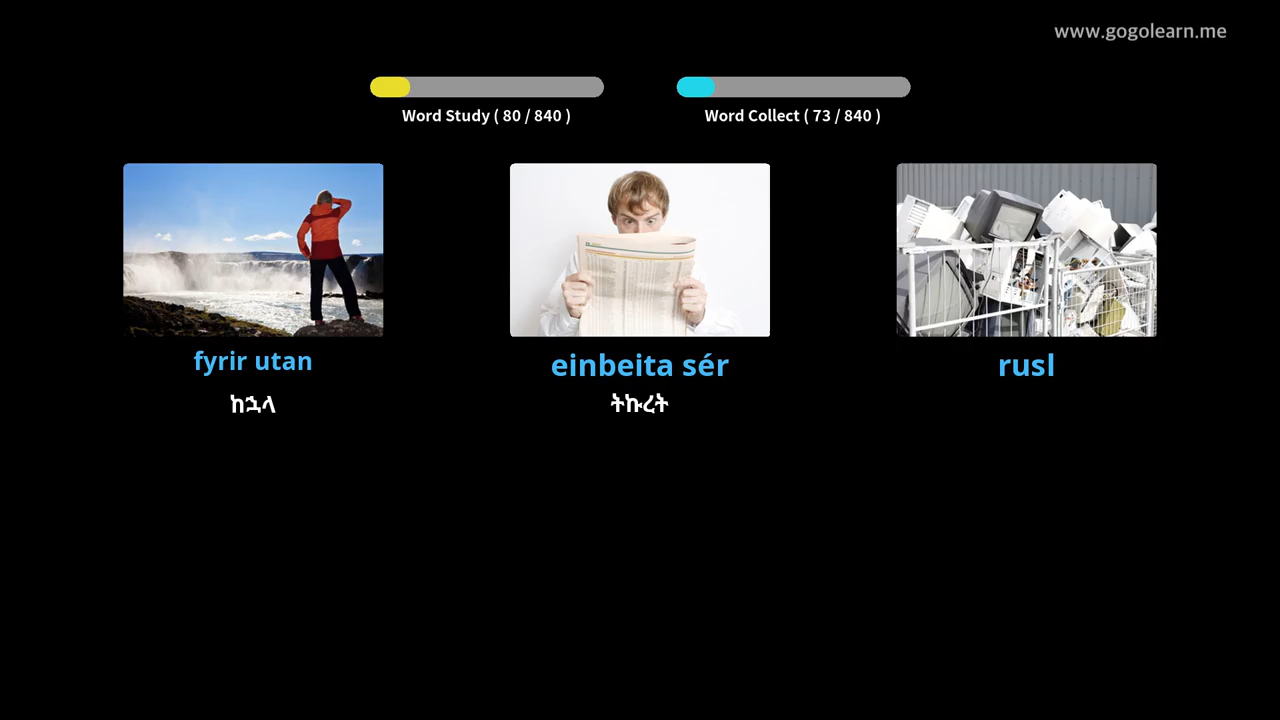 www.gogolearn.me
Word Study ( 80 / 840 )
Word Collect ( 73 / 840 )
fyrir utan
einbeita sér
rusl
ከኋላ
ትኩረት